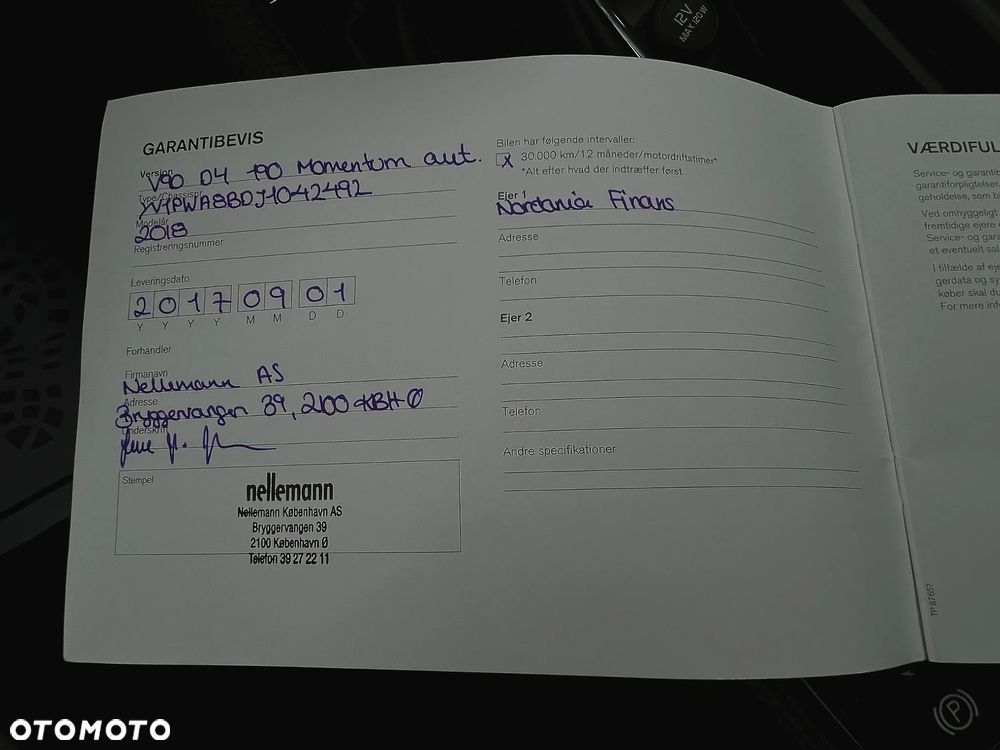 12V
MAX 120W
GARANTIBEVIS
Version
V90 D4 190 Momentum aut.
Type/Chassisnr.
YV1PWA8BDJ1042492
Modelår
2018
Registreringsnummer
Leveringsdato
2017 09 01
Y Y Y Y M M D D
Forhandler
Firmanavn
Nellemann AS
Adresse
Bryggervangen 39, 2100 KBH Ø
Underskrift
Stempel
nellemann
Nellemann København AS
Bryggervangen 39
2100 København Ø
Telefon 39 27 22 11
Bilen har følgende intervaller:
X 30.000 km/12 måneder/motordriftstimer*
*Alt efter hvad der indtræffer først
Ejer 1
Nordania Finans
Adresse
Telefon
Ejer 2
Adresse
Telefon
Andre specifikationer
VÆRDIFUL
Service- og garanti
garantiforpligtelser
geholdelse, som b
Ved omhyggeligt
fremtidige ejere
Service- og gara
et eventuelt sal
I tilfælde af eje
gerdata og sy
køber skal du
For mere inf
TP 87657
P
OTOMOTO